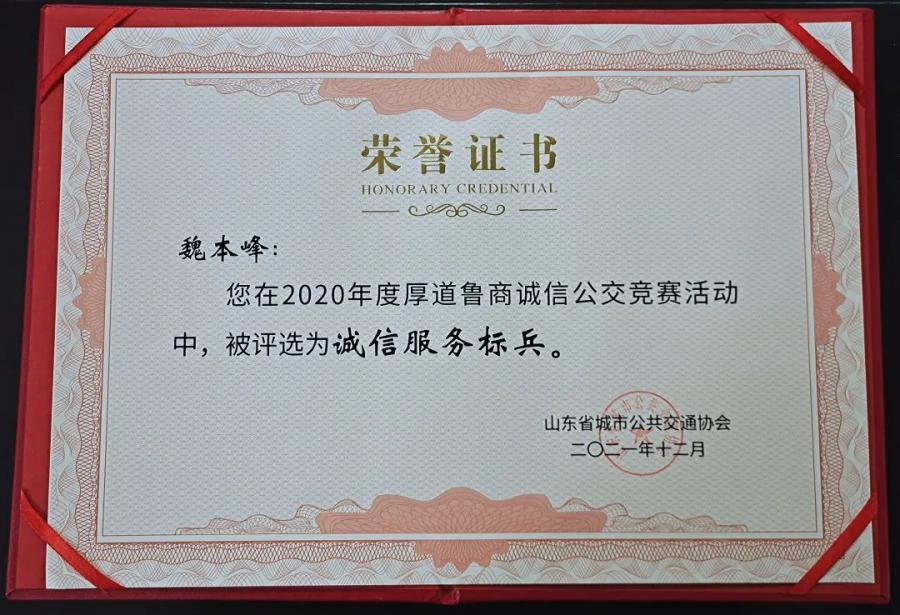 荣誉证书
HONORARY CREDENTIAL
魏本峰：
您在2020年度厚道鲁商诚信公交竞赛活动
中，被评选为诚信服务标兵。
山东省城市公共交通协会
二〇二一年十二月